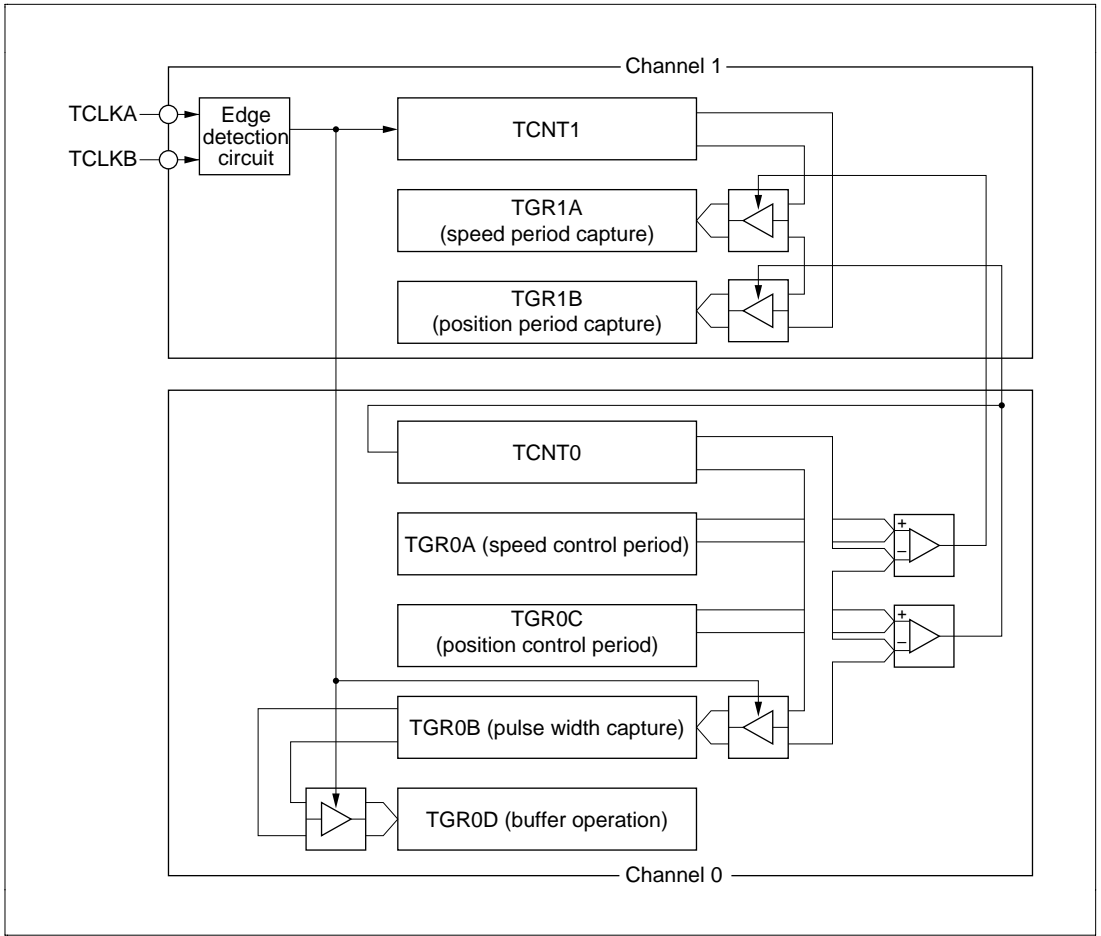 Channel 1
TCLKA
TCLKB
Edge
detection
circuit
TCNT1
TGR1A
(speed period capture)
TGR1B
(position period capture)
TCNT0
TGR0A (speed control period)
+
−
TGR0C
(position control period)
+
−
TGR0B (pulse width capture)
TGR0D (buffer operation)
Channel 0